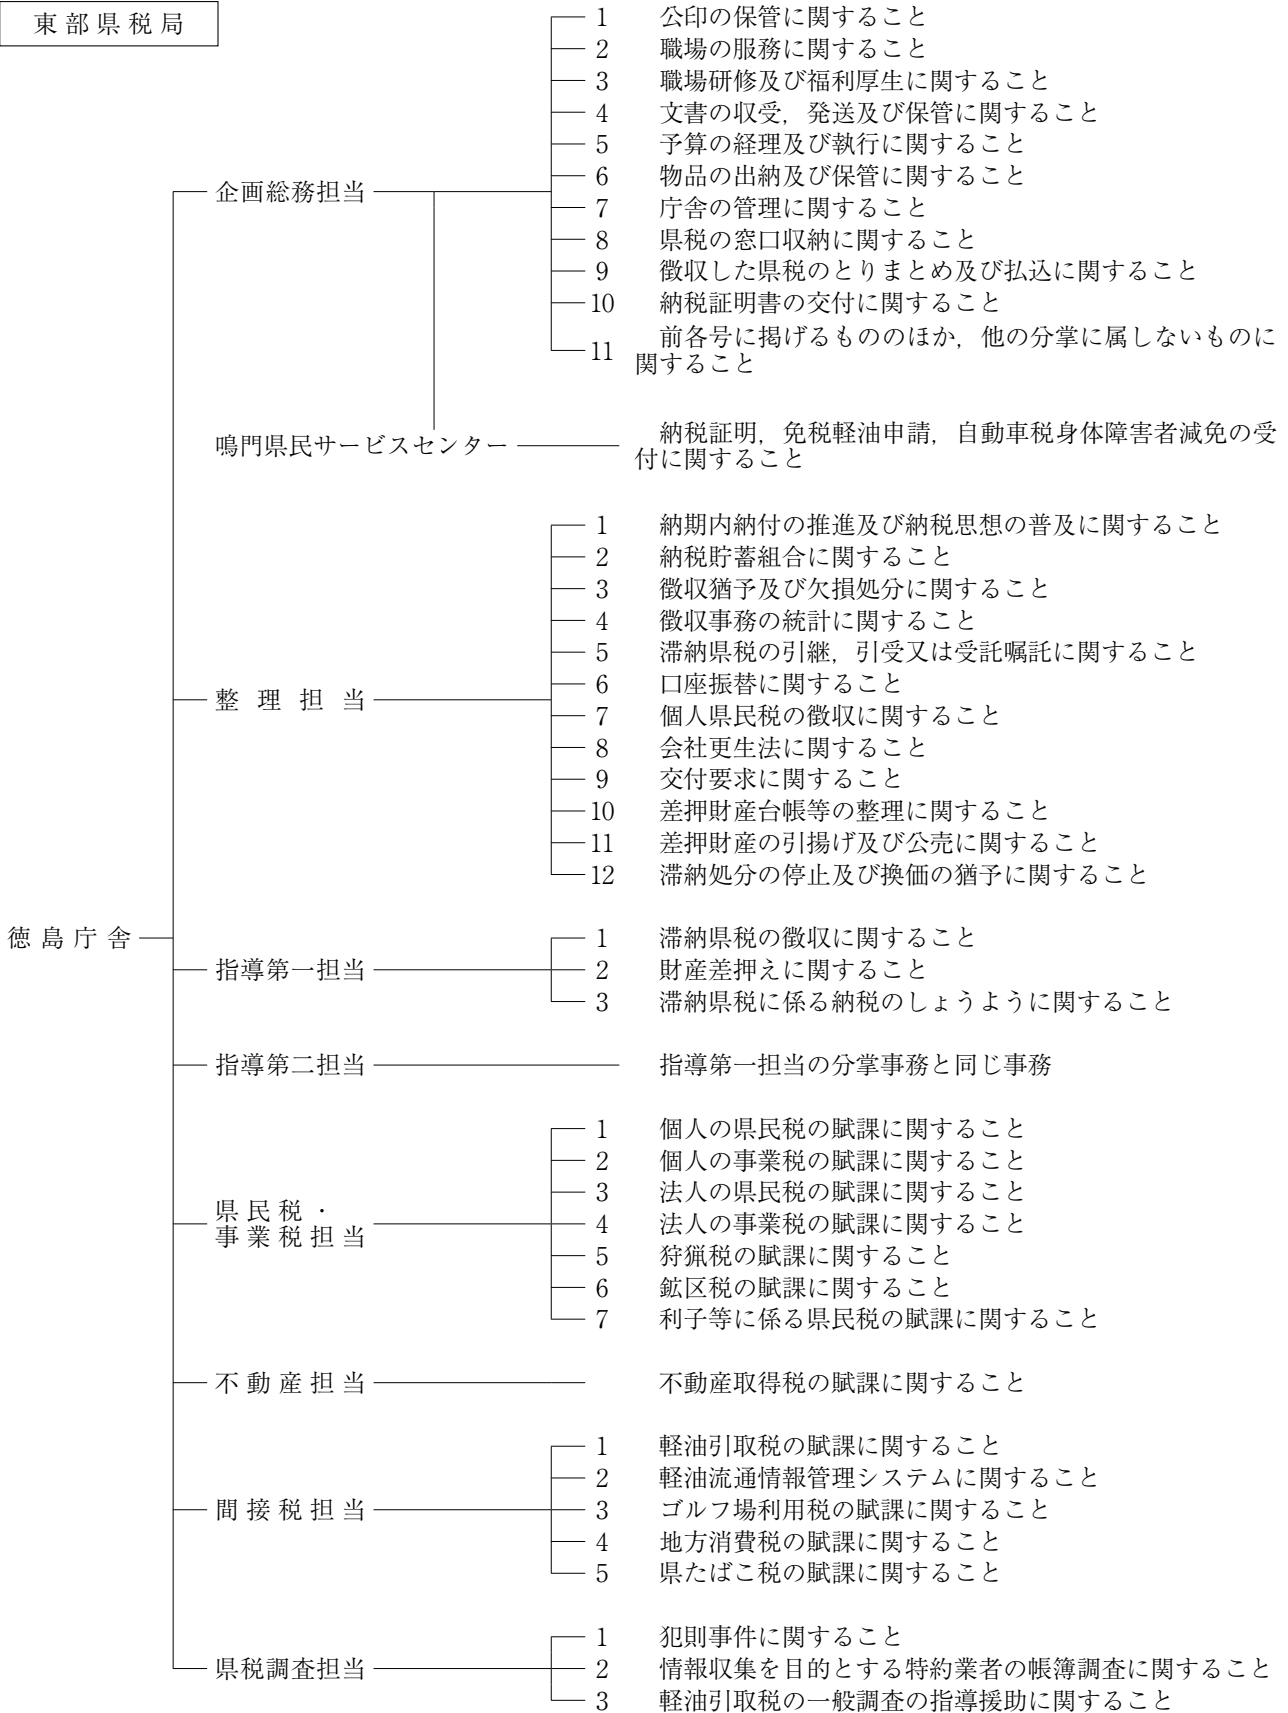 東部県税局
徳島庁舎
企画総務担当
1 公印の保管に関すること
2 職場の服務に関すること
3 職場研修及び福利厚生に関すること
4 文書の収受，発送及び保管に関すること
5 予算の経理及び執行に関すること
6 物品の出納及び保管に関すること
7 庁舎の管理に関すること
8 県税の窓口収納に関すること
9 徴収した県税のとりまとめ及び払込に関すること
10 納税証明書の交付に関すること
11 前各号に掲げるもののほか，他の分掌に属しないものに
関すること
鳴門県民サービスセンター
納税証明，免税軽油申請，自動車税身体障害者減免の受
付に関すること
整理担当
1 納期内納付の推進及び納税思想の普及に関すること
2 納税貯蓄組合に関すること
3 徴収猶予及び欠損処分に関すること
4 徴収事務の統計に関すること
5 滞納県税の引継，引受又は受託嘱託に関すること
6 口座振替に関すること
7 個人県民税の徴収に関すること
8 会社更生法に関すること
9 交付要求に関すること
10 差押財産台帳等の整理に関すること
11 差押財産の引揚げ及び公売に関すること
12 滞納処分の停止及び換価の猶予に関すること
指導第一担当
1 滞納県税の徴収に関すること
2 財産差押えに関すること
3 滞納県税に係る納税のしょうように関すること
指導第二担当
指導第一担当の分掌事務と同じ事務
県民税・
事業税担当
1 個人の県民税の賦課に関すること
2 個人の事業税の賦課に関すること
3 法人の県民税の賦課に関すること
4 法人の事業税の賦課に関すること
5 狩猟税の賦課に関すること
6 鉱区税の賦課に関すること
7 利子等に係る県民税の賦課に関すること
不動産担当
不動産取得税の賦課に関すること
間接税担当
1 軽油引取税の賦課に関すること
2 軽油流通情報管理システムに関すること
3 ゴルフ場利用税の賦課に関すること
4 地方消費税の賦課に関すること
5 県たばこ税の賦課に関すること
県税調査担当
1 犯則事件に関すること
2 情報収集を目的とする特約業者の帳簿調査に関すること
3 軽油引取税の一般調査の指導援助に関すること